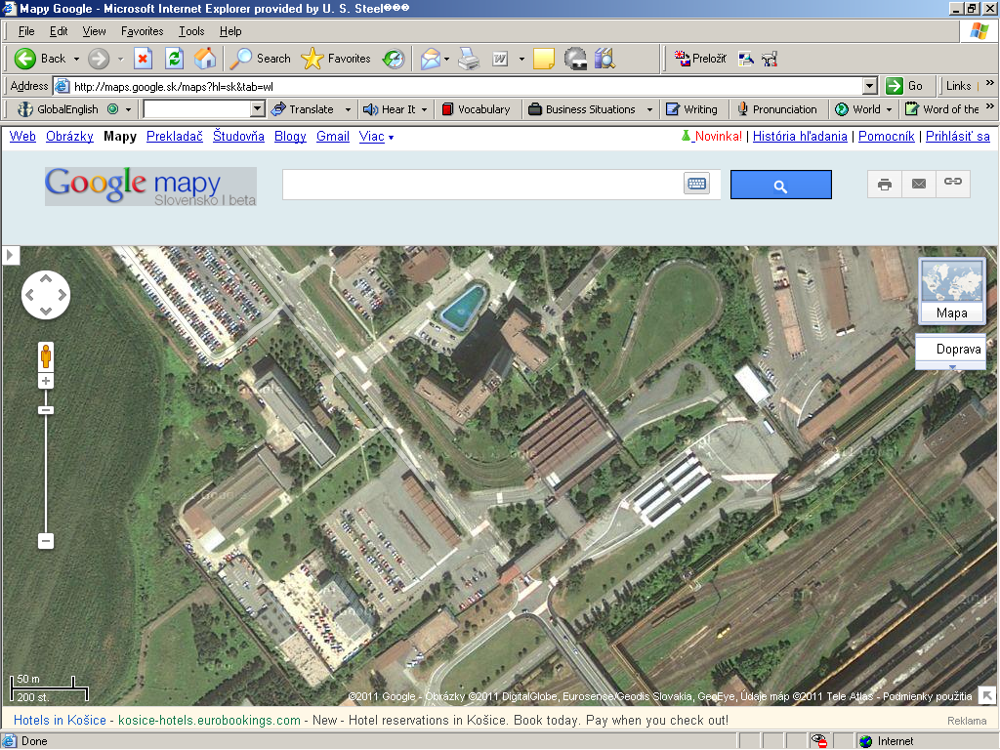 Mapy Google - Microsoft Internet Explorer provided by U. S. Steel®®®
File Edit View Favorites Tools Help
Back Search Favorites Preložiť
Address http://maps.google.sk/maps?hl=sk&tab=wl Go Links »
GlobalEnglish Translate Hear It Vocabulary Business Situations Writing Pronunciation World Word of the »
Web Obrázky Mapy Prekladač Študovňa Blogy Gmail Viac Novinka! | História hľadania | Pomocník | Prihlásiť sa
Google mapy
Slovensko | beta
Mapa
Doprava
© 2011 Google
50 m
200 st.
©2011 Google - Obrázky ©2011 DigitalGlobe, Eurosense/Geodis Slovakia, GeoEye, Údaje máp ©2011 Tele Atlas - Podmienky použitia
Hotels in Košice - kosice-hotels.eurobookings.com - New - Hotel reservations in Košice. Book today. Pay when you check out! Reklama
Done Internet